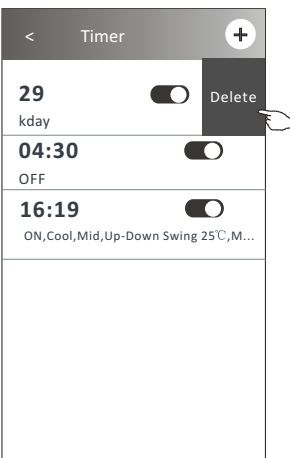 < Timer +
29
kday
Delete
04:30
OFF
16:19
ON,Cool,Mid,Up-Down Swing 25℃,M...